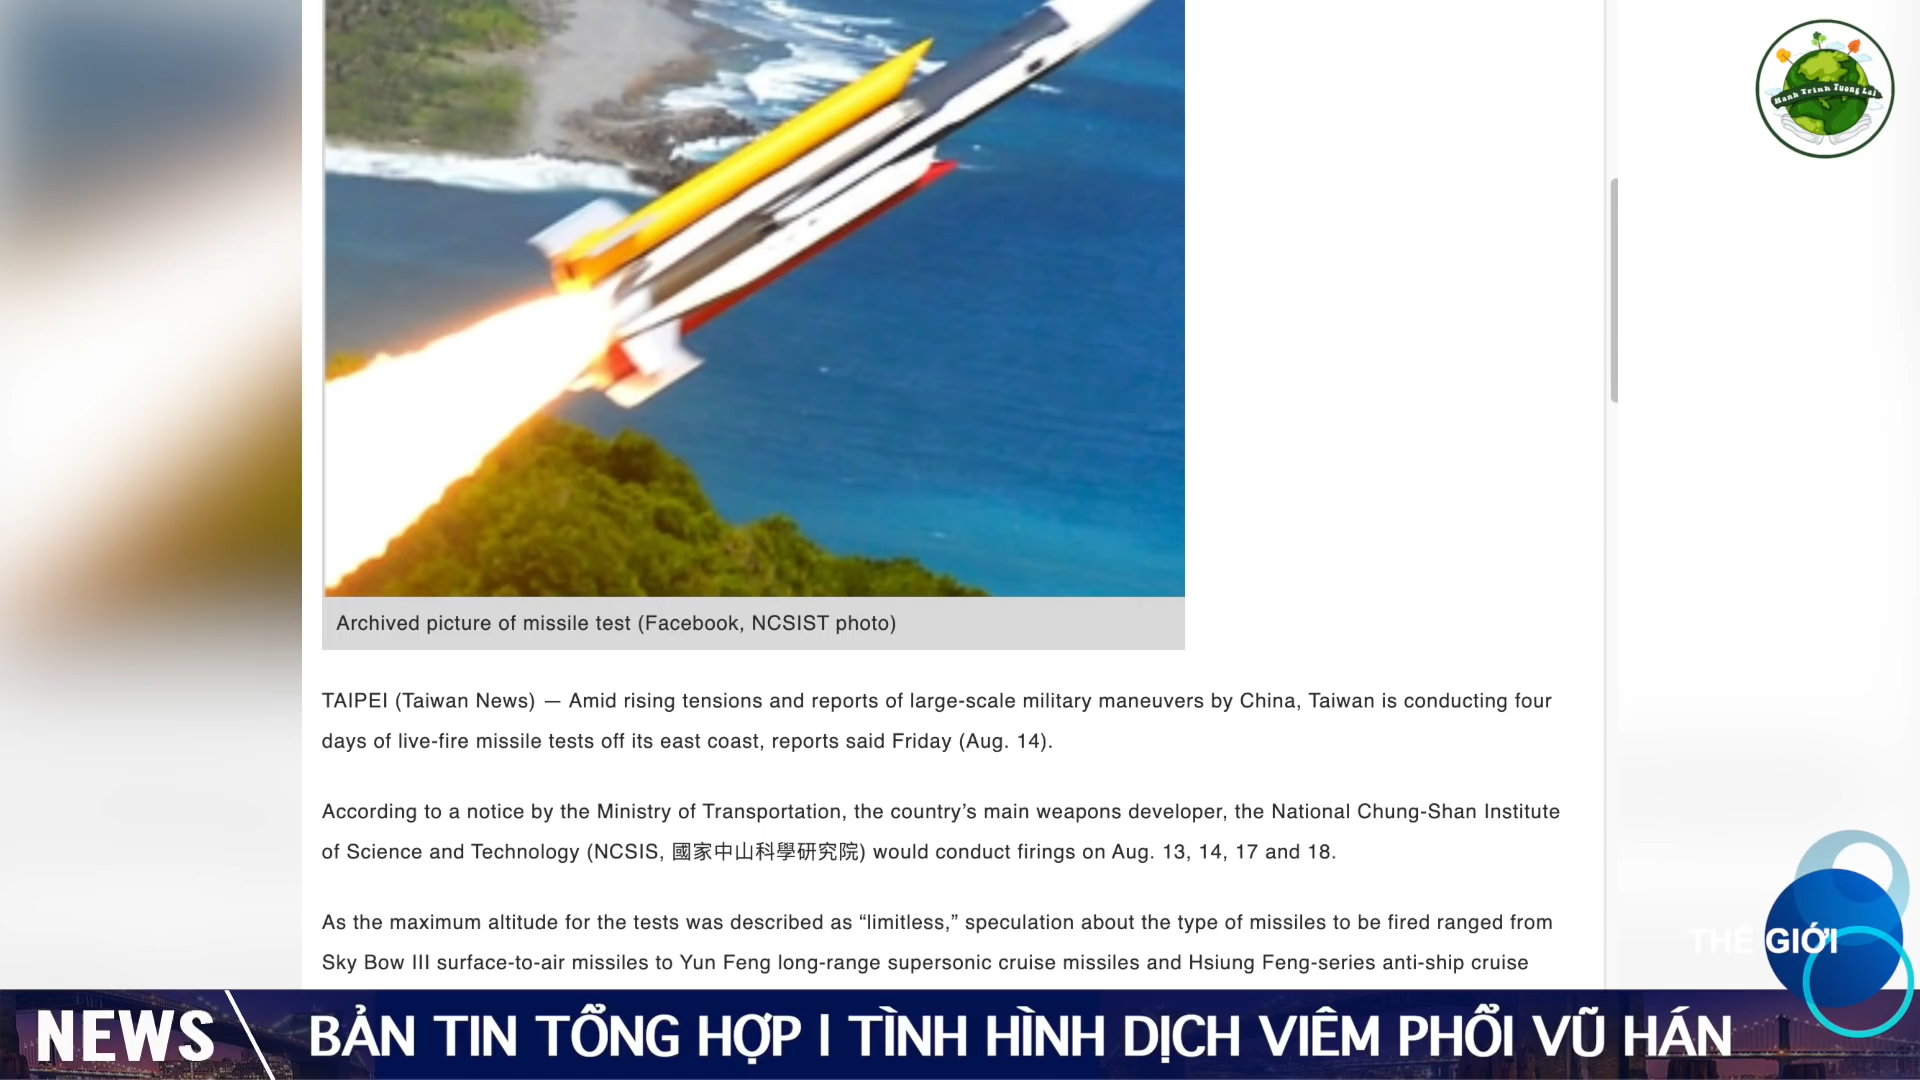 Hanh Trinh Tuong Lai
Archived picture of missile test (Facebook, NCSIST photo)
TAIPEI (Taiwan News) — Amid rising tensions and reports of large-scale military maneuvers by China, Taiwan is conducting four
days of live-fire missile tests off its east coast, reports said Friday (Aug. 14).
According to a notice by the Ministry of Transportation, the country’s main weapons developer, the National Chung-Shan Institute
of Science and Technology (NCSIS, 國家中山科學研究院) would conduct firings on Aug. 13, 14, 17 and 18.
As the maximum altitude for the tests was described as “limitless,” speculation about the type of missiles to be fired ranged from
Sky Bow III surface-to-air missiles to Yun Feng long-range supersonic cruise missiles and Hsiung Feng-series anti-ship cruise
THẾ GIỚI
NEWS
BẢN TIN TỔNG HỢP | TÌNH HÌNH DỊCH VIÊM PHỔI VŨ HÁN